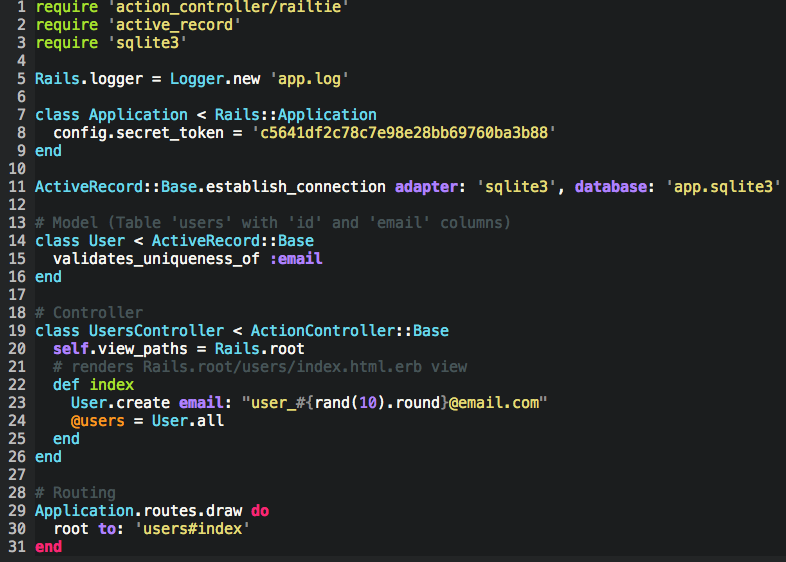 1 require 'action_controller/railtie'
2 require 'active_record'
3 require 'sqlite3'
4
5 Rails.logger = Logger.new 'app.log'
6
7 class Application < Rails::Application
8   config.secret_token = 'c5641df2c78c7e98e28bb69760ba3b88'
9 end
10
11 ActiveRecord::Base.establish_connection adapter: 'sqlite3', database: 'app.sqlite3'
12
13 # Model (Table 'users' with 'id' and 'email' columns)
14 class User < ActiveRecord::Base
15   validates_uniqueness_of :email
16 end
17
18 # Controller
19 class UsersController < ActionController::Base
20   self.view_paths = Rails.root
21   # renders Rails.root/users/index.html.erb view
22   def index
23     User.create email: "user_#{rand(10).round}@email.com"
24     @users = User.all
25   end
26 end
27
28 # Routing
29 Application.routes.draw do
30   root to: 'users#index'
31 end